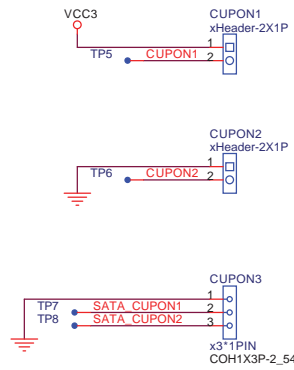 VCC3
CUPON1
xHeader-2X1P
1
TP5 CUPON1 2
CUPON2
xHeader-2X1P
1
TP6 CUPON2 2
CUPON3
1
TP7 SATA_CUPON1 2
TP8 SATA_CUPON2 3
x3*1PIN
COH1X3P-2_54